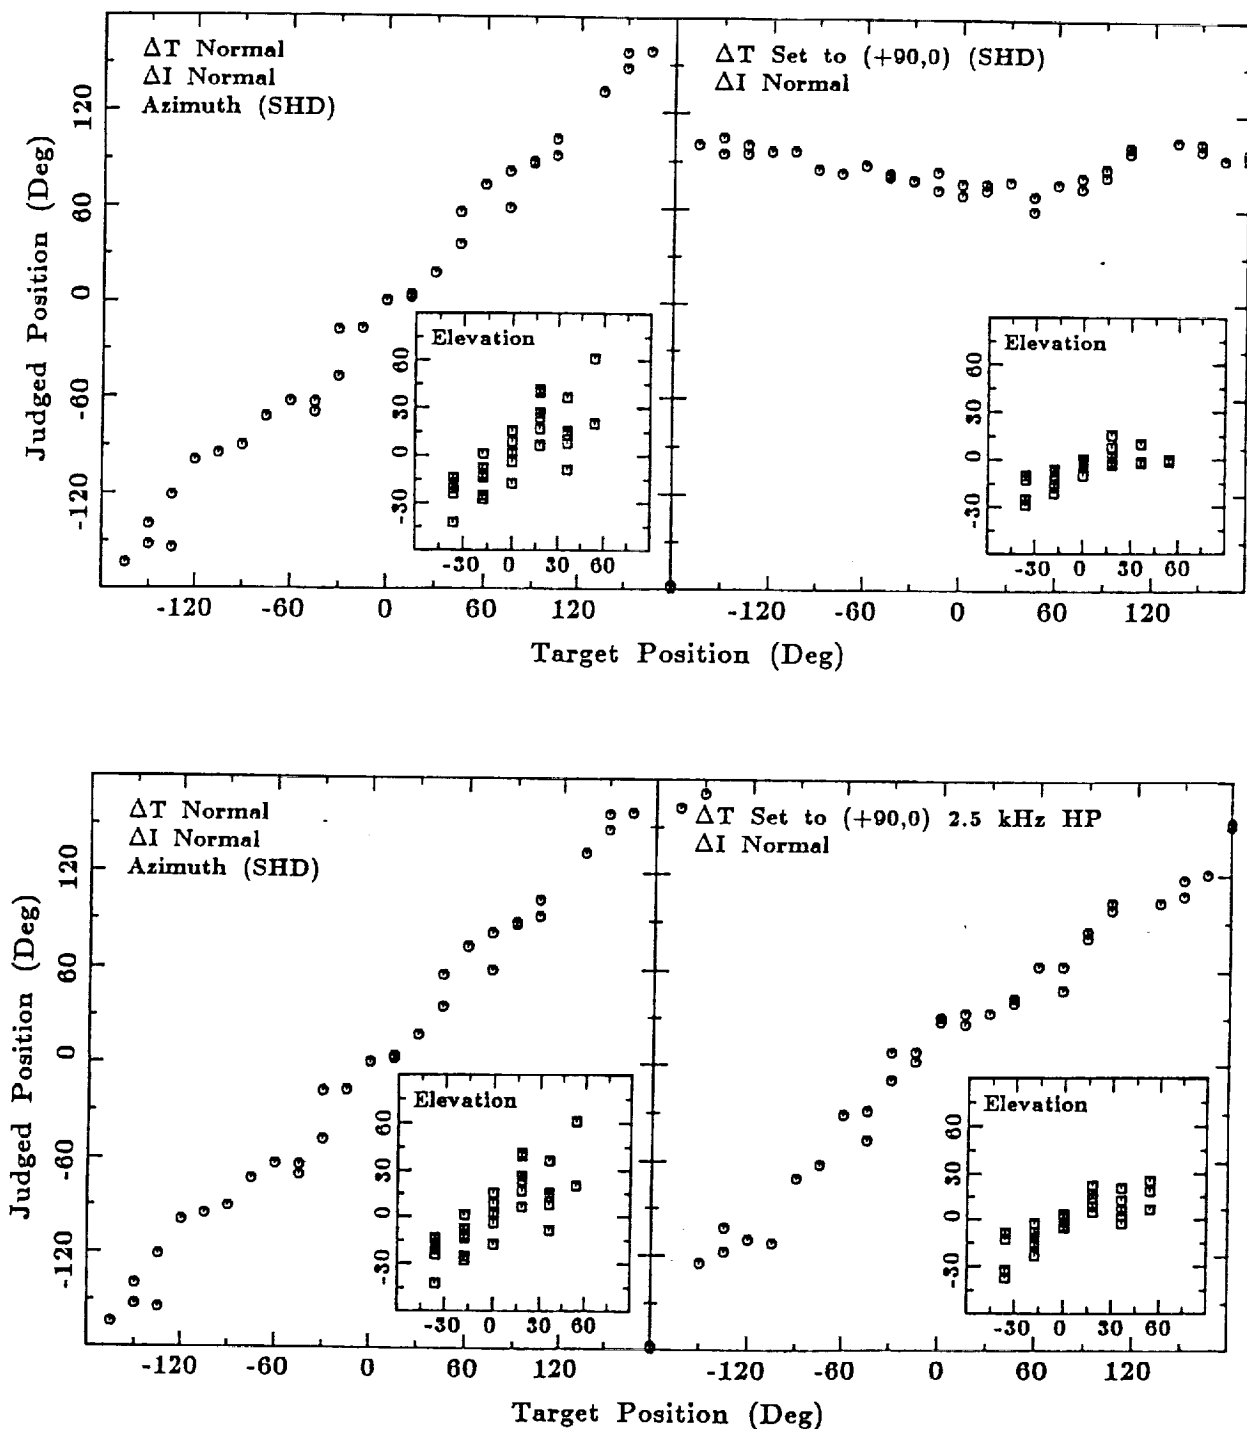 ΔT Normal
ΔI Normal
Azimuth (SHD)
ΔT Set to (+90,0) (SHD)
ΔI Normal
Judged Position (Deg)
120
60
0
-60
-120
Elevation
60
30
0
-30
-30 0 30 60
Elevation
60
30
0
-30
-30 0 30 60
-120 -60 0 60 120
-120 -60 0 60 120
Target Position (Deg)
ΔT Normal
ΔI Normal
Azimuth (SHD)
ΔT Set to (+90,0) 2.5 kHz HP
ΔI Normal
Judged Position (Deg)
120
60
0
-60
-120
Elevation
60
30
0
-30
-30 0 30 60
Elevation
60
30
0
-30
-30 0 30 60
-120 -60 0 60 120
-120 -60 0 60 120
Target Position (Deg)